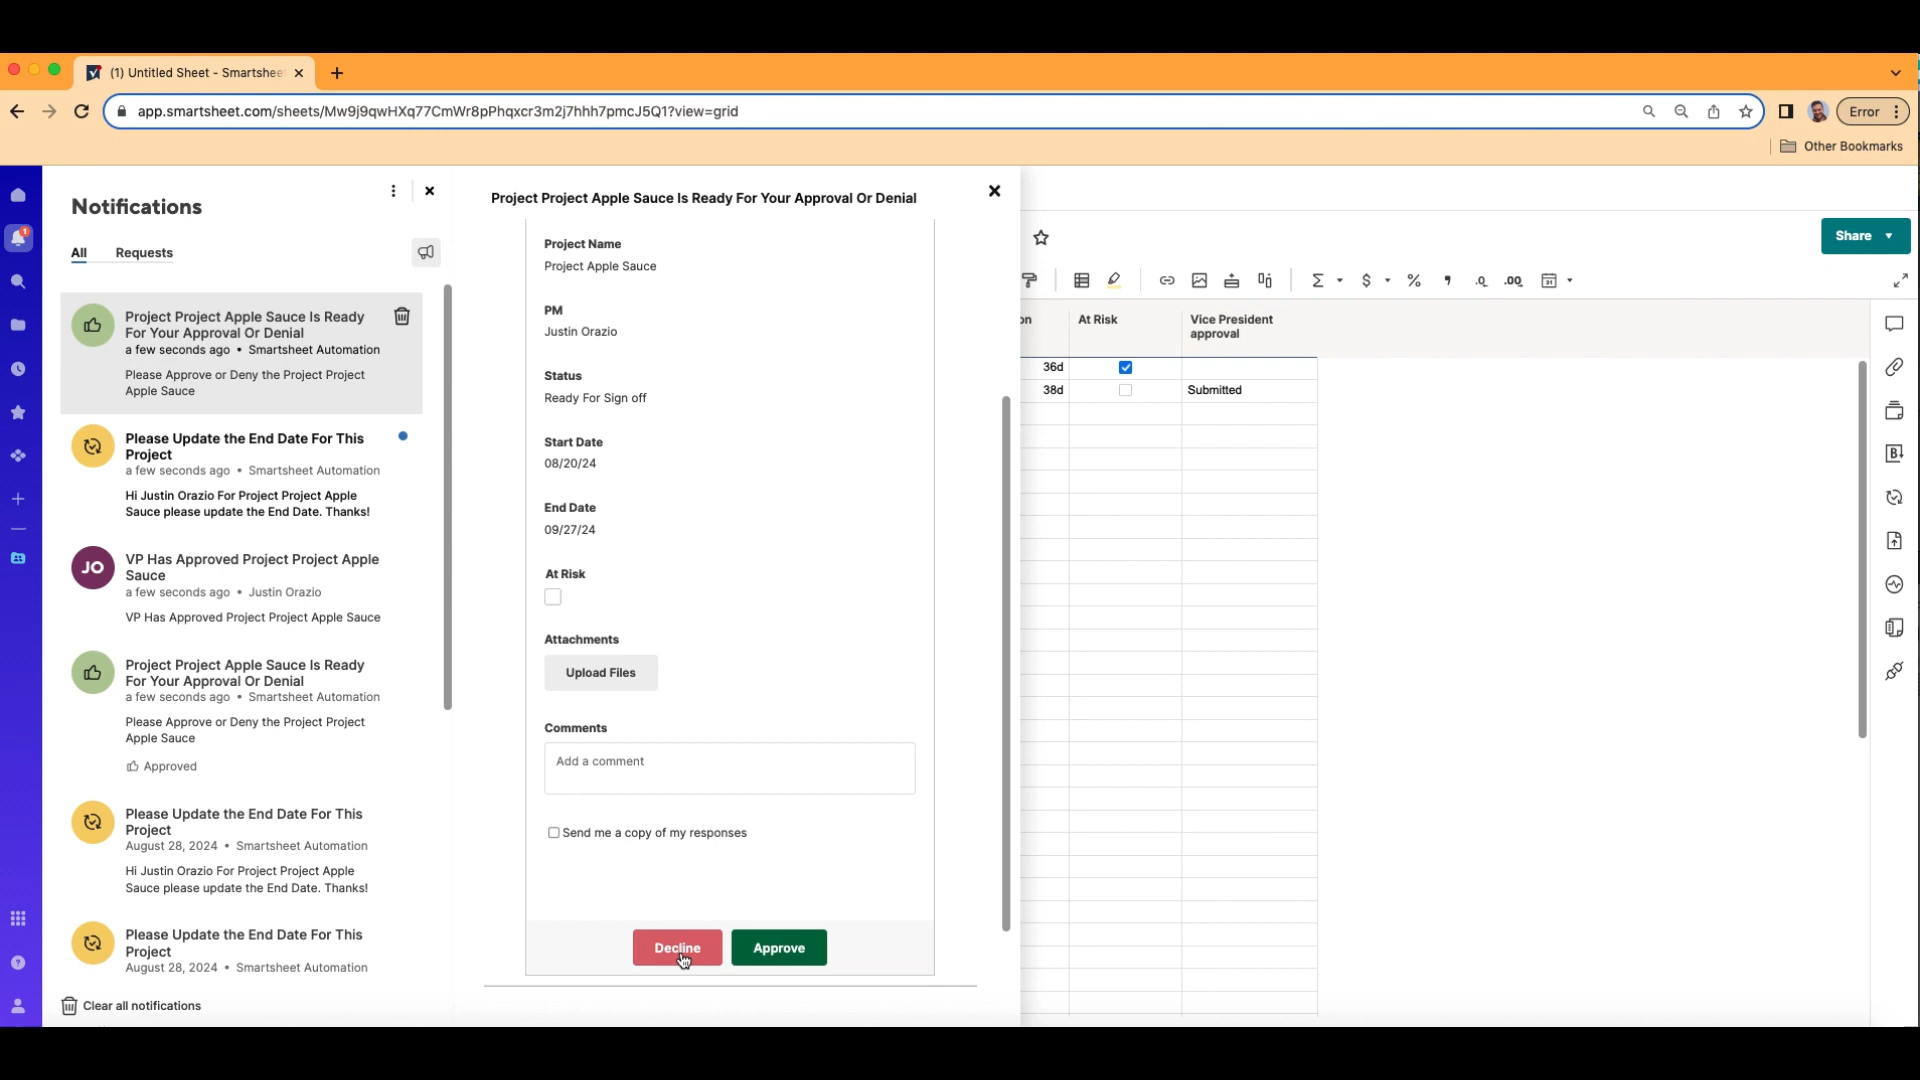 (1) Untitled Sheet - Smartshee
app.smartsheet.com/sheets/Mw9j9qwHXq77CmWr8pPhqxcr3m2j7hhh7pmcJ5Q1?view=grid
Error
Other Bookmarks
Notifications
All Requests
Project Project Apple Sauce Is Ready
For Your Approval Or Denial
a few seconds ago • Smartsheet Automation
Please Approve or Deny the Project Project
Apple Sauce
Please Update the End Date For This
Project
a few seconds ago • Smartsheet Automation
Hi Justin Orazio For Project Project Apple
Sauce please update the End Date. Thanks!
JO
VP Has Approved Project Project Apple
Sauce
a few seconds ago • Justin Orazio
VP Has Approved Project Project Apple Sauce
Project Project Apple Sauce Is Ready
For Your Approval Or Denial
a few seconds ago • Smartsheet Automation
Please Approve or Deny the Project Project
Apple Sauce
Approved
Please Update the End Date For This
Project
August 28, 2024 • Smartsheet Automation
Hi Justin Orazio For Project Project Apple
Sauce please update the End Date. Thanks!
Please Update the End Date For This
Project
August 28, 2024 • Smartsheet Automation
Clear all notifications
Project Project Apple Sauce Is Ready For Your Approval Or Denial
Project Name
Project Apple Sauce
PM
Justin Orazio
Status
Ready For Sign off
Start Date
08/20/24
End Date
09/27/24
At Risk
Attachments
Upload Files
Comments
Add a comment
Send me a copy of my responses
Decline Approve
Share
Σ $ % , .0 .00
on At Risk Vice President
approval
36d
38d Submitted